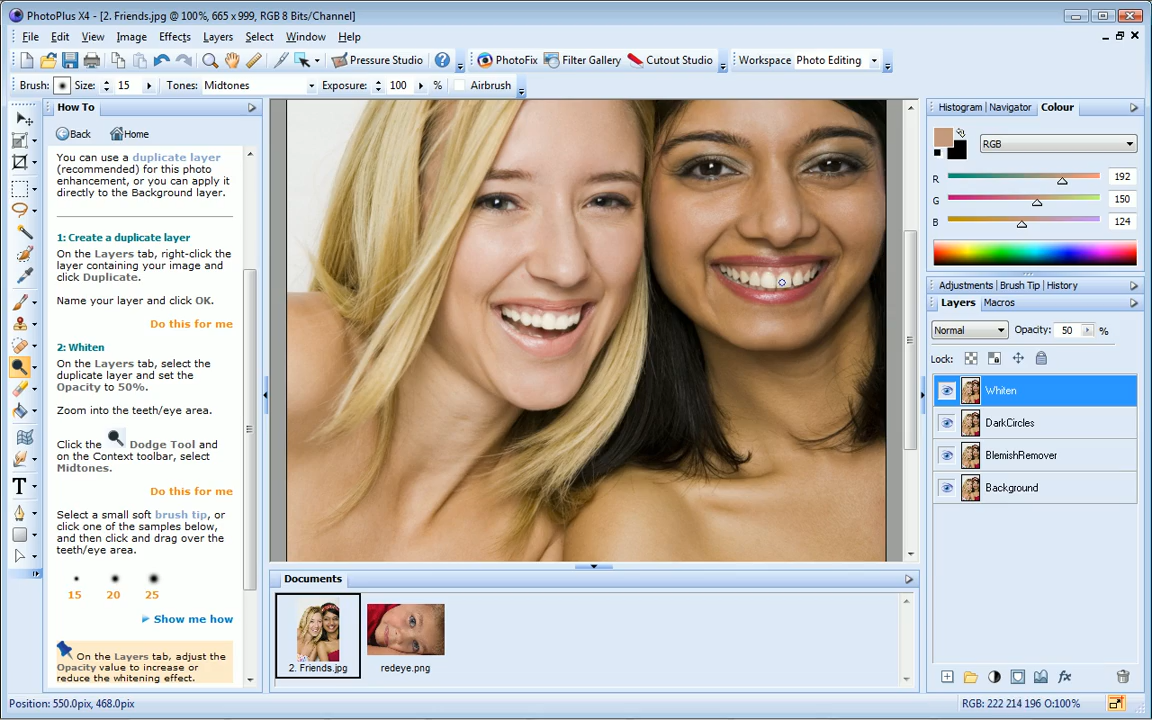 PhotoPlus X4 - [2. Friends.jpg @ 100%, 665 x 999, RGB 8 Bits/Channel]
File Edit View Image Effects Layers Select Window Help
Pressure Studio PhotoFix Filter Gallery Cutout Studio Workspace Photo Editing
Brush: Size: 15 Tones: Midtones Exposure: 100 % Airbrush
How To
Back Home
You can use a duplicate layer
(recommended) for this photo
enhancement, or you can apply it
directly to the Background layer.
1: Create a duplicate layer
On the Layers tab, right-click the
layer containing your image and
click Duplicate.
Name your layer and click OK.
Do this for me
2: Whiten
On the Layers tab, select the
duplicate layer and set the
Opacity to 50%.
Zoom into the teeth/eye area.
Click the Dodge Tool and
on the Context toolbar, select
Midtones.
Do this for me
Select a small soft brush tip, or
click one of the samples below,
and then click and drag over the
teeth/eye area.
15 20 25
Show me how
On the Layers tab, adjust the
Opacity value to increase or
reduce the whitening effect.
T
Documents
2. Friends.jpg redeye.png
Histogram Navigator Colour
RGB
R 192
G 150
B 124
Adjustments Brush Tip History
Layers Macros
Normal Opacity: 50 %
Lock:
Whiten
DarkCircles
BlemishRemover
Background
fx
Position: 550.0pix, 468.0pix
RGB: 222 214 196 O:100%